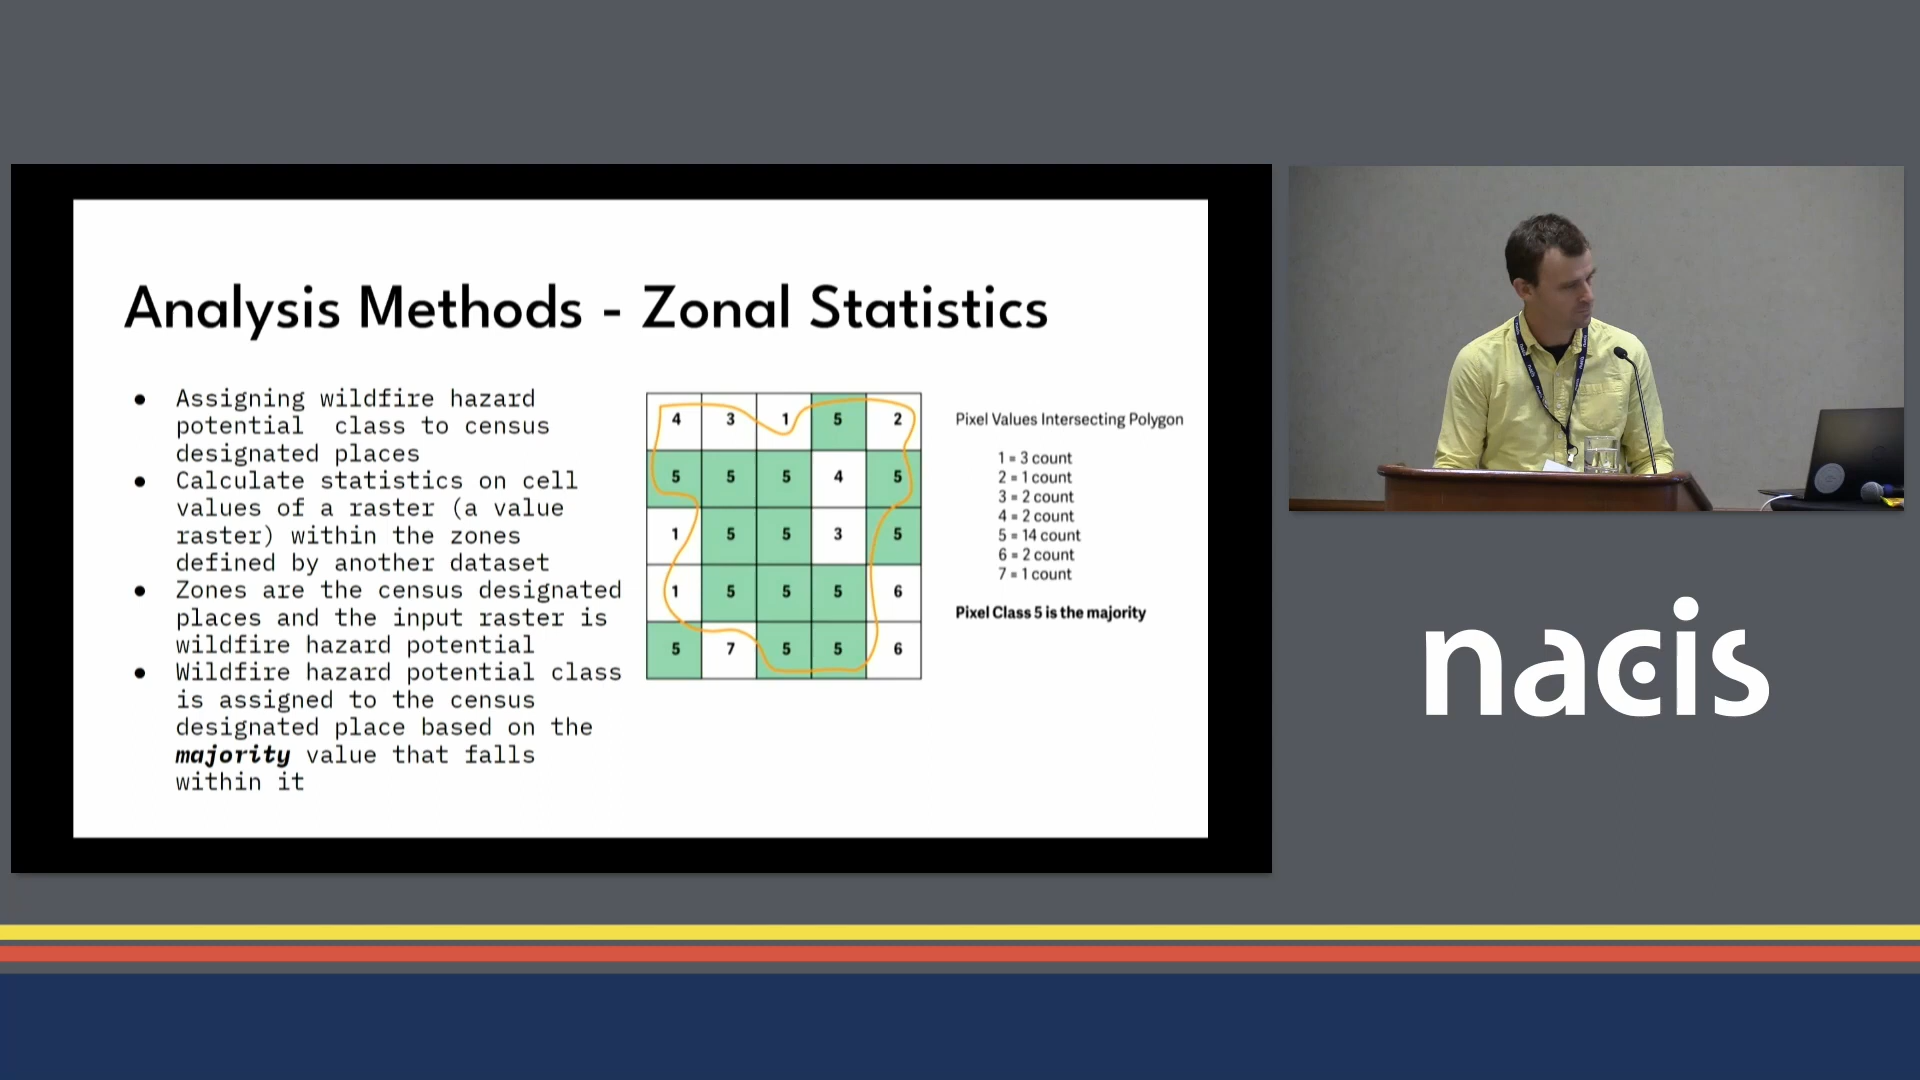 Analysis Methods - Zonal Statistics
● Assigning wildfire hazard
potential class to census
designated places
● Calculate statistics on cell
values of a raster (a value
raster) within the zones
defined by another dataset
● Zones are the census designated
places and the input raster is
wildfire hazard potential
● Wildfire hazard potential class
is assigned to the census
designated place based on the
majority value that falls
within it
4 3 1 5 2
5 5 5 4 5
1 5 5 3 5
1 5 5 5 6
5 7 5 5 6
Pixel Values Intersecting Polygon
1 = 3 count
2 = 1 count
3 = 2 count
4 = 2 count
5 = 14 count
6 = 2 count
7 = 1 count
Pixel Class 5 is the majority
nacis